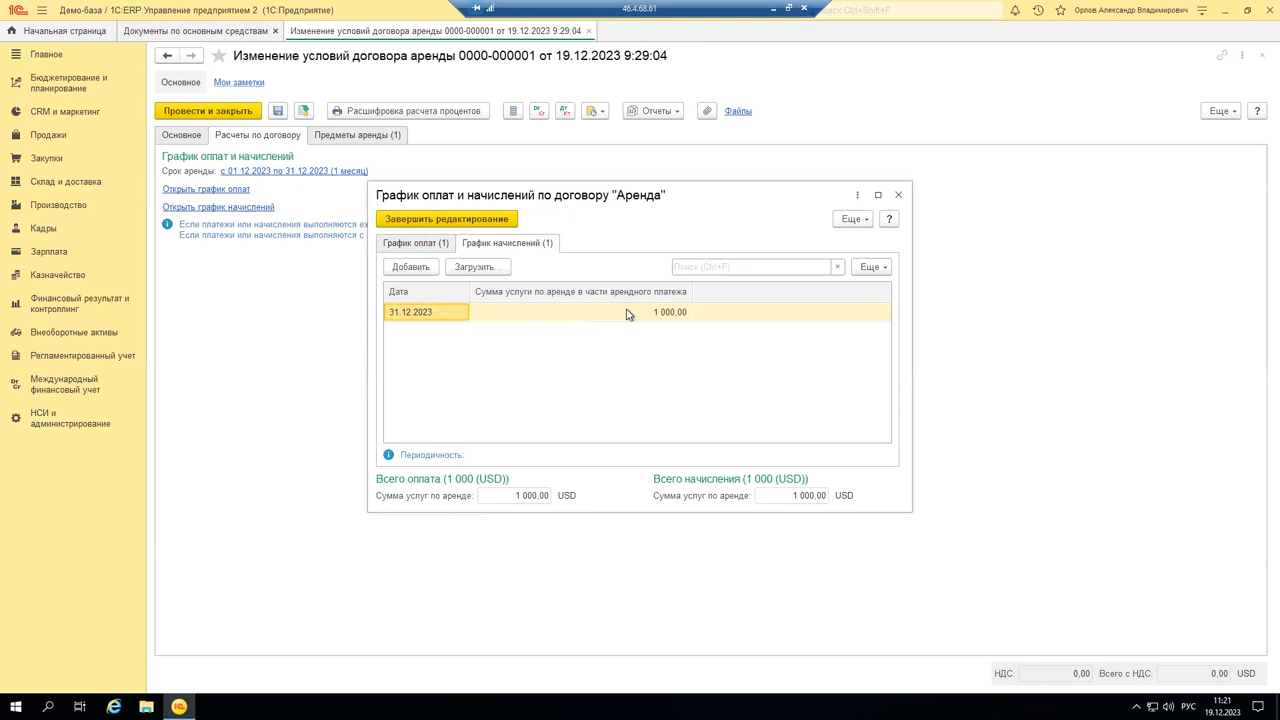 Демо-база / 1С:ERP Управление предприятием 2 (1С:Предприятие)
46.4.68.61
поиск Ctrl+Shift+F
Орлов Александр Владимирович
Начальная страница
Документы по основным средствам ×
Изменение условий договора аренды 0000-000001 от 19.12.2023 9:29:04 ×
Главное
Бюджетирование и
планирование
CRM и маркетинг
Продажи
Закупки
Склад и доставка
Производство
Кадры
Зарплата
Казначейство
Финансовый результат и
контроллинг
Внеоборотные активы
Регламентированный учет
Международный
финансовый учет
НСИ и
администрирование
Изменение условий договора аренды 0000-000001 от 19.12.2023 9:29:04
Основное
Мои заметки
Провести и закрыть
Расшифровка расчета процентов
Отчеты
Файлы
Еще
?
Основное
Расчеты по договору
Предметы аренды (1)
График оплат и начислений
Срок аренды: с 01.12.2023 по 31.12.2023 (1 месяц)
Открыть график оплат
Открыть график начислений
Если платежи или начисления выполняются
Если платежи или начисления выполняются с
График оплат и начислений по договору "Аренда"
Завершить редактирование
Еще
?
График оплат (1)
График начислений (1)
Добавить
Загрузить...
Поиск (Ctrl+F)
×
Еще
Дата
Сумма услуги по аренде в части арендного платежа
31.12.2023
1 000,00
Периодичность:
Всего оплата (1 000 (USD))
Всего начисления (1 000 (USD))
Сумма услуг по аренде: 1 000,00 USD
Сумма услуг по аренде: 1 000,00 USD
НДС: 0,00 Всего с НДС: 0,00 USD
РУС
11:21
19.12.2023